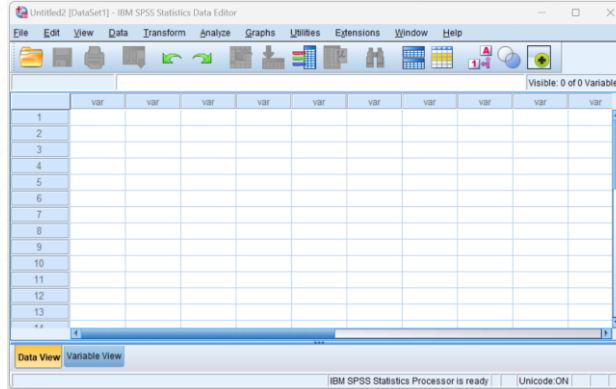 Untitled2 [DataSet1] - IBM SPSS Statistics Data Editor
File Edit View Data Transform Analyze Graphs Utilities Extensions Window Help
Visible: 0 of 0 Variable
var var var var var var var var var var
1
2
3
4
5
6
7
8
9
10
11
12
13
14
Data View Variable View
IBM SPSS Statistics Processor is ready Unicode:ON